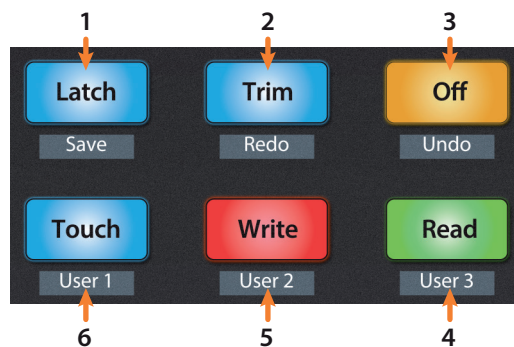 1 2 3
Latch Trim Off
Save Redo Undo
Touch Write Read
User 1 User 2 User 3
6 5 4